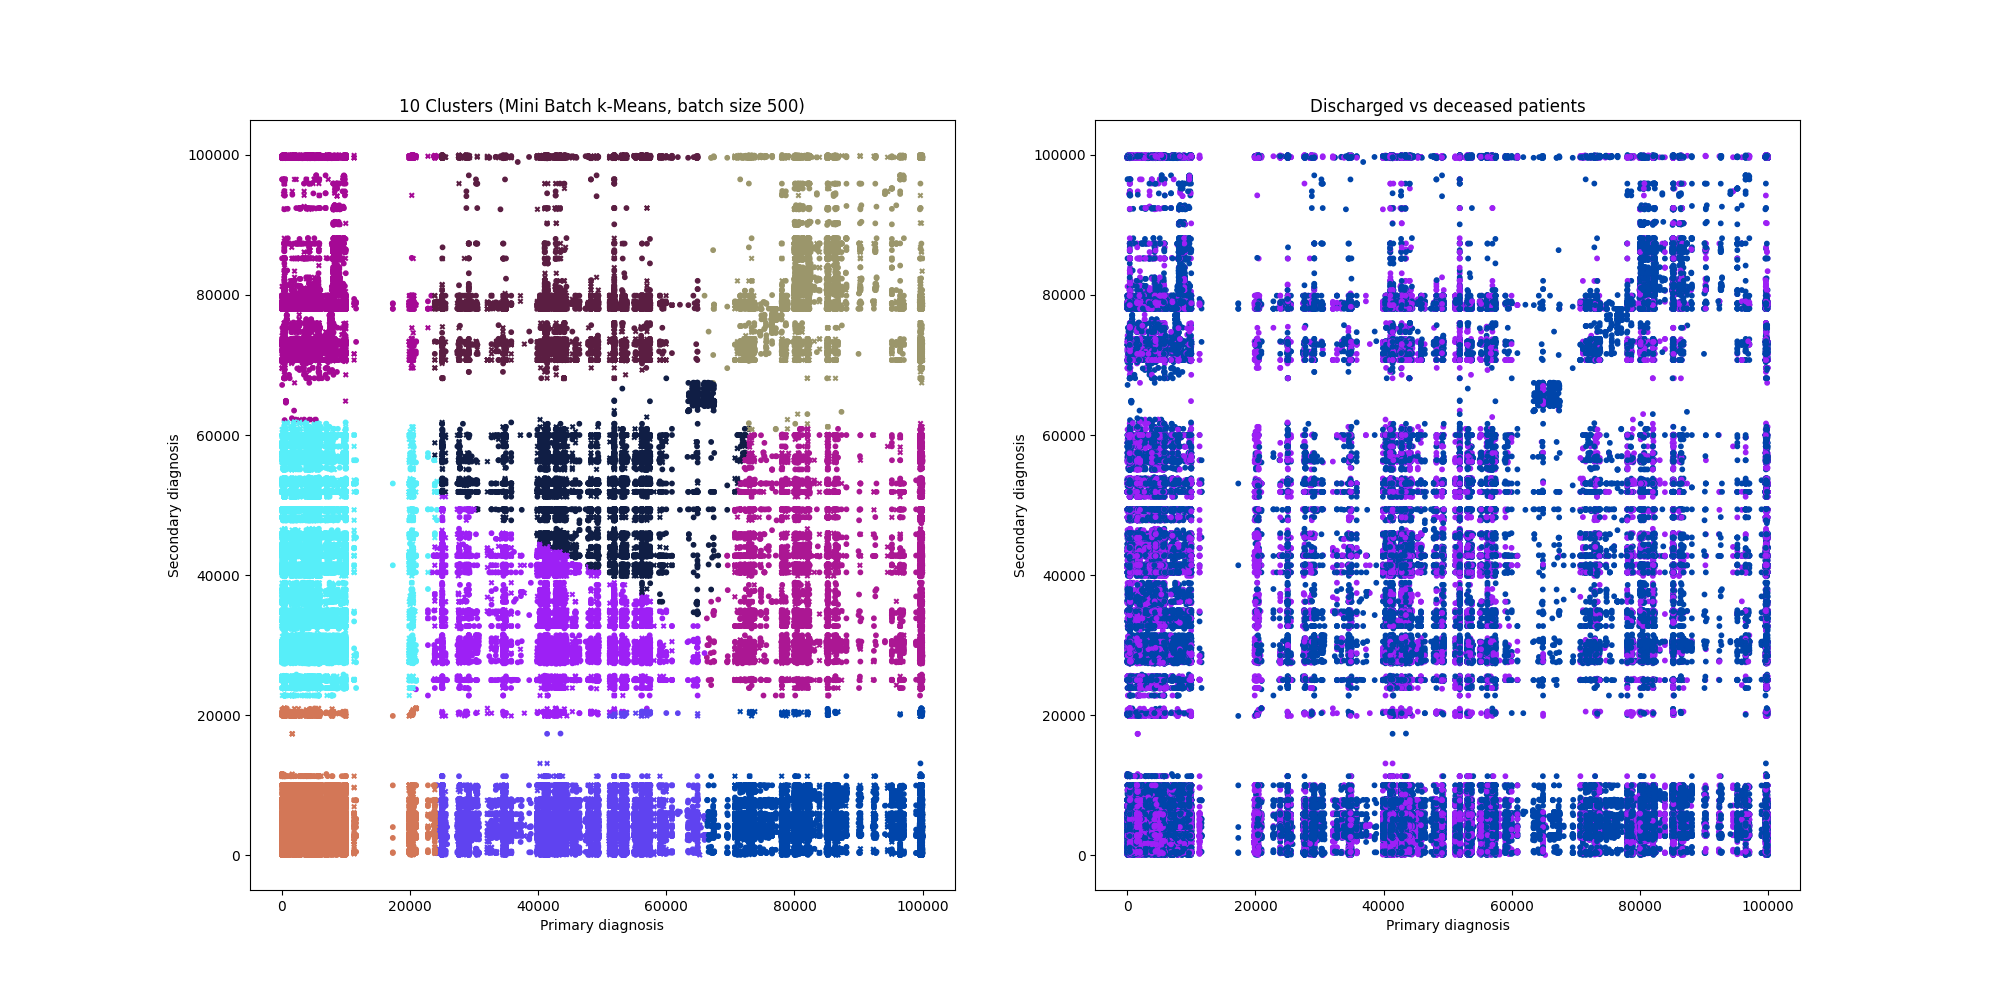 10 Clusters (Mini Batch k-Means, batch size 500)
100000
80000
60000
40000
20000
0
Secondary diagnosis
0 20000 40000 60000 80000 100000
Primary diagnosis
Discharged vs deceased patients
100000
80000
60000
40000
20000
0
Secondary diagnosis
0 20000 40000 60000 80000 100000
Primary diagnosis